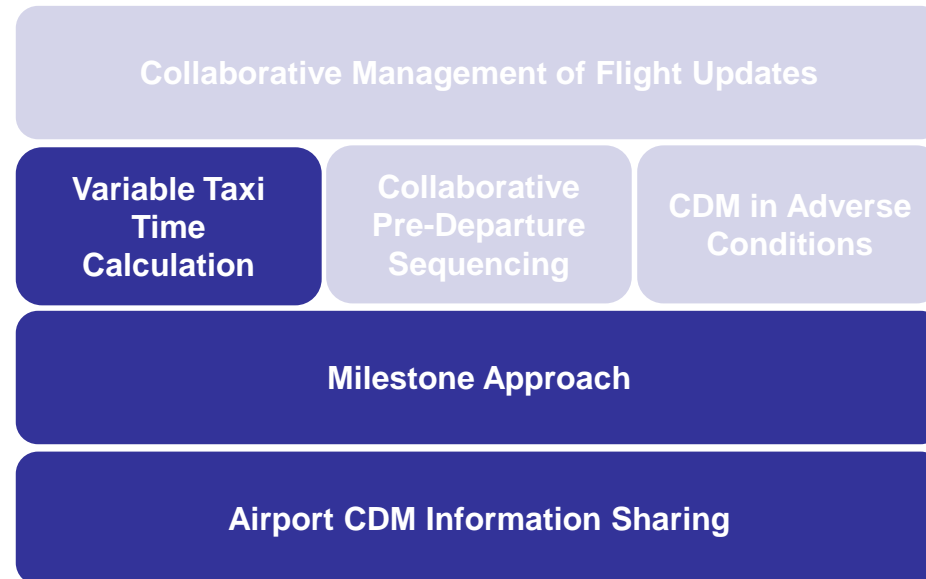 Collaborative Management of Flight Updates
Variable Taxi
Time
Calculation
Collaborative
Pre-Departure
Sequencing
CDM in Adverse
Conditions
Milestone Approach
Airport CDM Information Sharing